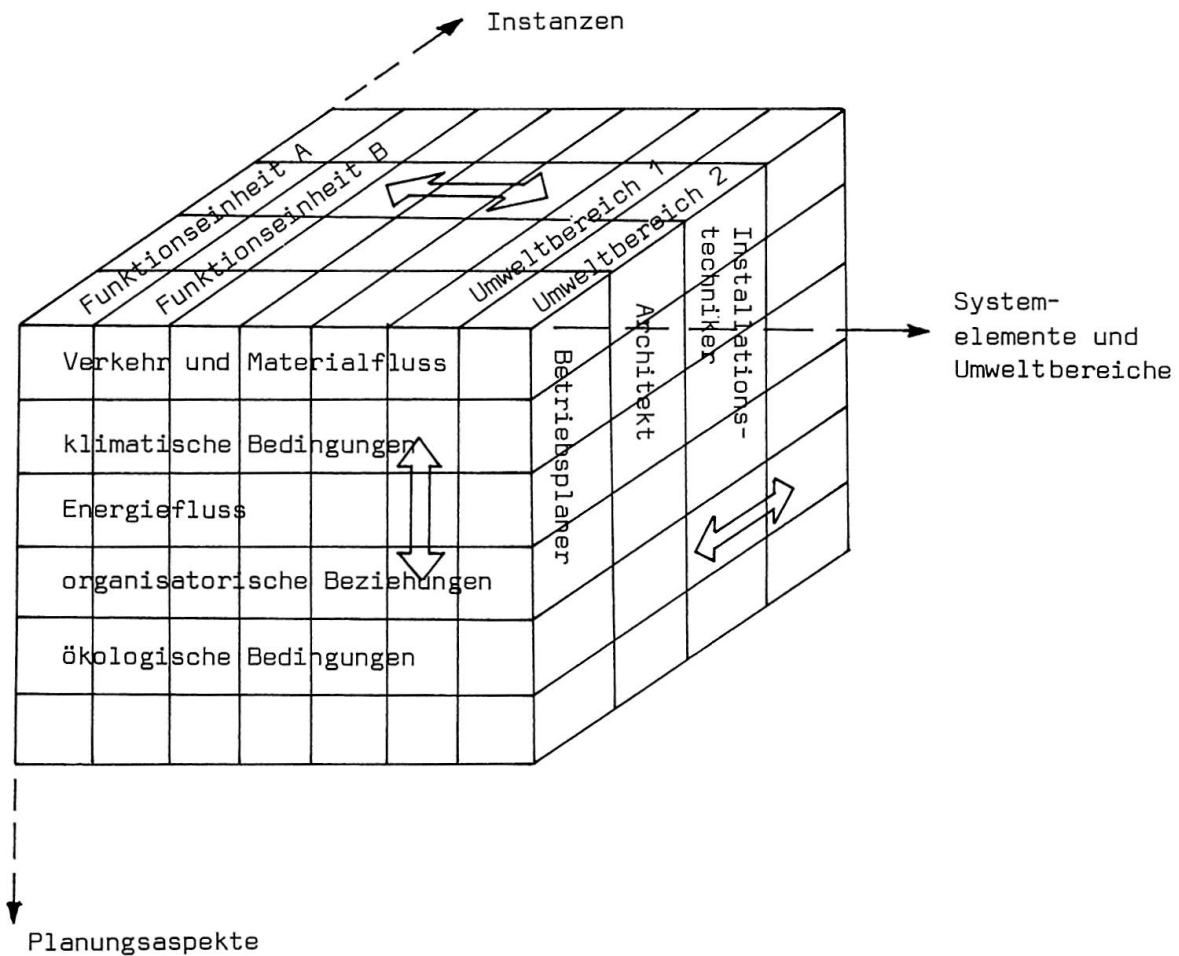 Instanzen
Funktionseinheit A
Funktionseinheit B
Umweltbereich 1
Umweltbereich 2
Installations-
techniker
Architekt
Betriebsplaner
System-
elemente und
Umweltbereiche
Verkehr und Materialfluss
klimatische Bedingungen
Energiefluss
organisatorische Beziehungen
ökologische Bedingungen
Planungsaspekte